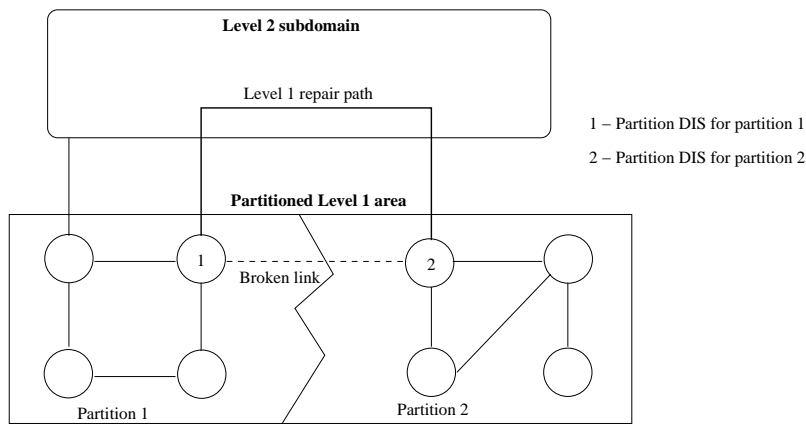 Level 2 subdomain
Level 1 repair path
1 – Partition DIS for partition 1
2 – Partition DIS for partition 2
Partitioned Level 1 area
1
2
Broken link
Partition 1
Partition 2